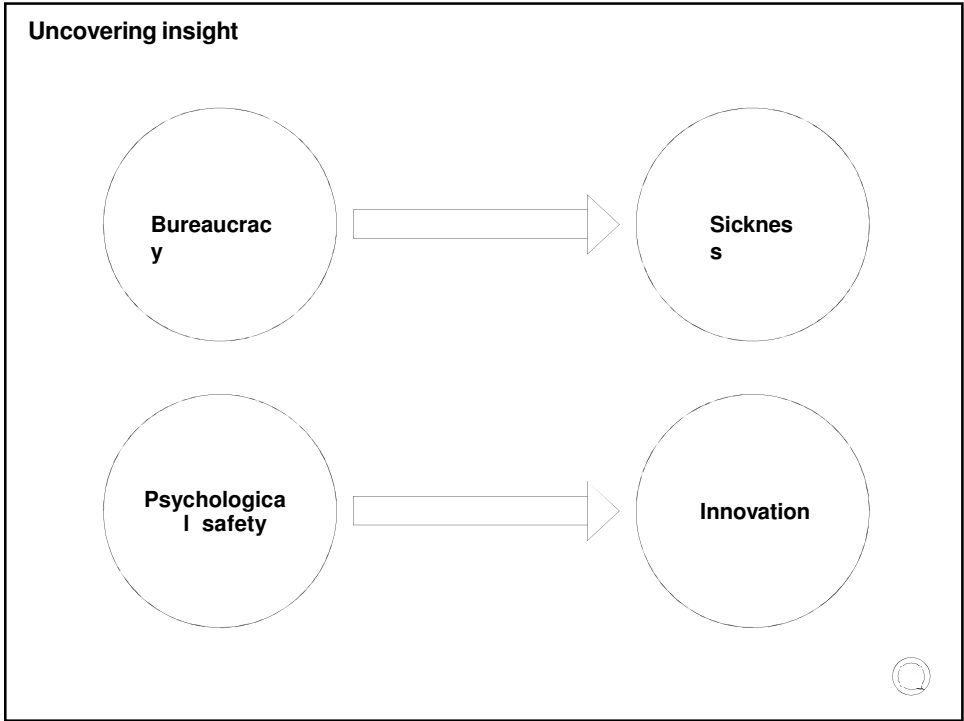 Uncovering insight
Bureaucrac
y
Sicknes
s
Psychologica
l safety
Innovation